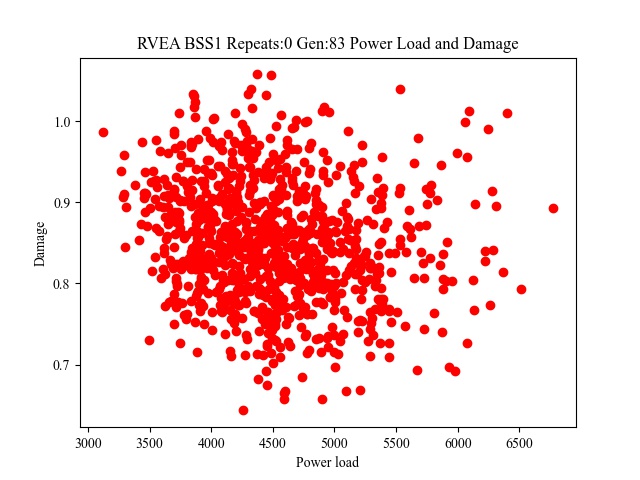 RVEA BSS1 Repeats:0 Gen:83 Power Load and Damage
1.0
0.9
0.8
0.7
Damage
3000 3500 4000 4500 5000 5500 6000 6500
Power load